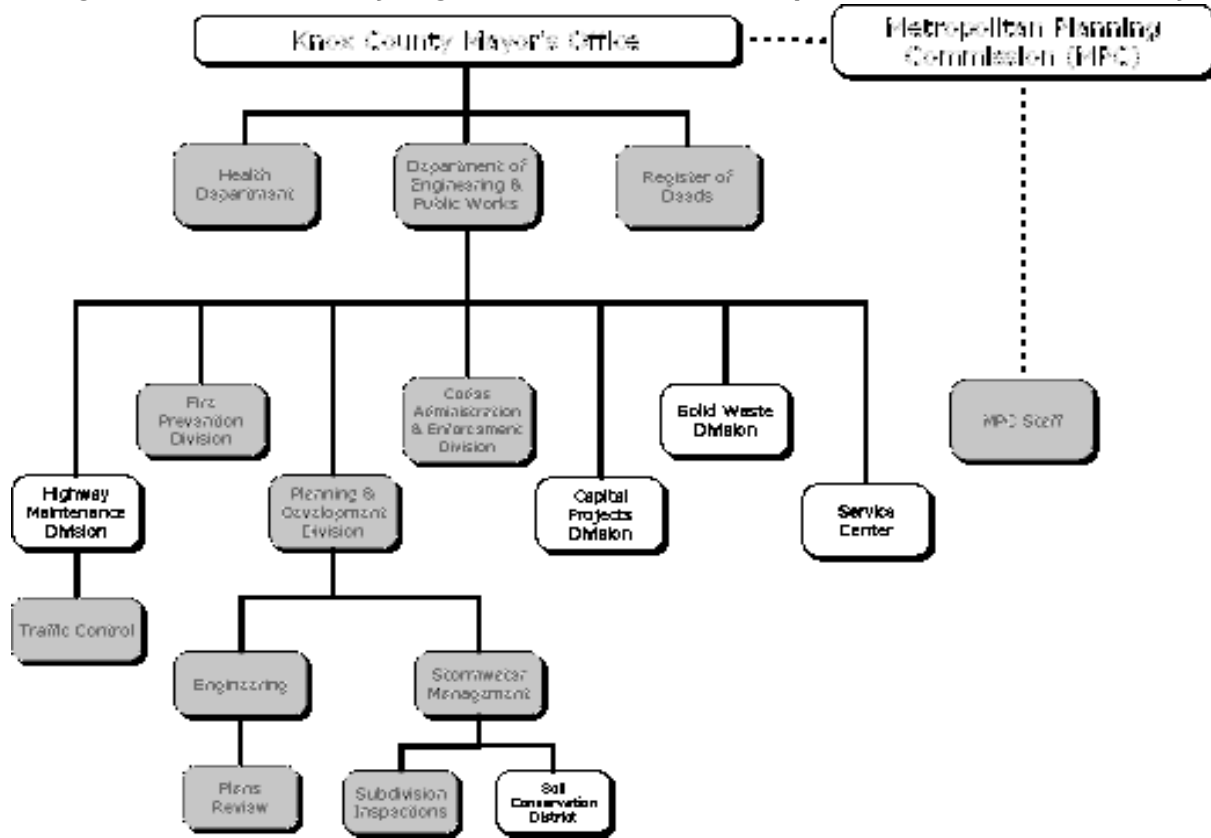 Knox County Mayor's Office
Metropolitan Planning
Commission (MPC)
Health
Department
Department of
Engineering &
Public Works
Register of
Deeds
Fire
Prevention
Division
Codes
Administration
& Enforcement
Division
Solid Waste
Division
MPC Staff
Highway
Maintenance
Division
Planning &
Development
Division
Capital
Projects
Division
Service
Center
Traffic Control
Engineering
Stormwater
Management
Plans
Review
Subdivision
Inspections
Soil
Conservation
District